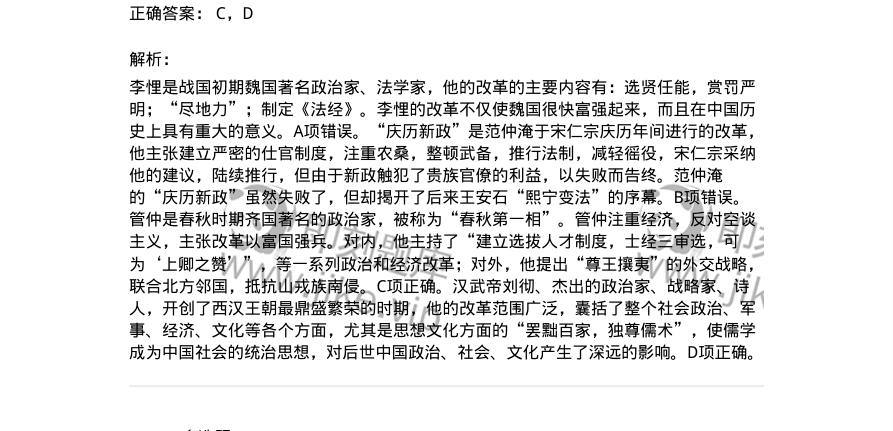 正确答案： C，D
解析：
李悝是战国初期魏国著名政治家、法学家，他的改革的主要内容有：选贤任能，赏罚严
明；“尽地力”；制定《法经》。李悝的改革不仅使魏国很快富强起来，而且在中国历
史上具有重大的意义。A项错误。“庆历新政”是范仲淹于宋仁宗庆历年间进行的改革，
他主张建立严密的仕官制度，注重农桑，整顿武备，推行法制，减轻徭役，宋仁宗采纳
他的建议，陆续推行，但由于新政触犯了贵族官僚的利益，以失败而告终。范仲淹
的“庆历新政”虽然失败了，但却揭开了后来王安石“熙宁变法”的序幕。B项错误。
管仲是春秋时期齐国著名的政治家，被称为“春秋第一相”。管仲注重经济，反对空谈
主义，主张改革以富国强兵。对内，他主持了“建立选拔人才制度，士经三审选，可
为‘上卿之赞’”，等一系列政治和经济改革；对外，他提出“尊王攘夷”的外交战略，
联合北方邻国，抵抗山戎族南侵。C项正确。汉武帝刘彻、杰出的政治家、战略家、诗
人，开创了西汉王朝最鼎盛繁荣的时期，他的改革范围广泛，囊括了整个社会政治、军
事、经济、文化等各个方面，尤其是思想文化方面的“罢黜百家，独尊儒术”，使儒学
成为中国社会的统治思想，对后世中国政治、社会、文化产生了深远的影响。D项正确。
即刻题库
www.jike.vip